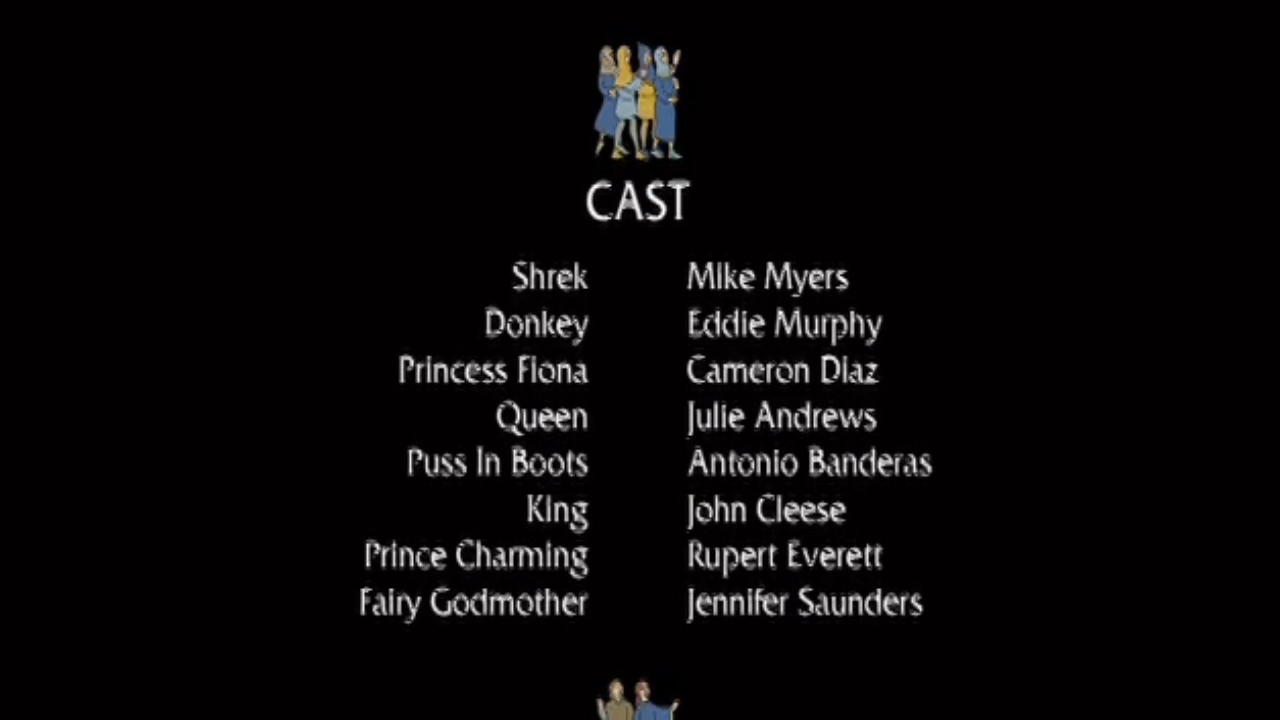 CAST
Shrek Mike Myers
Donkey Eddie Murphy
Princess Fiona Cameron Diaz
Queen Julie Andrews
Puss In Boots Antonio Banderas
King John Cleese
Prince Charming Rupert Everett
Fairy Godmother Jennifer Saunders